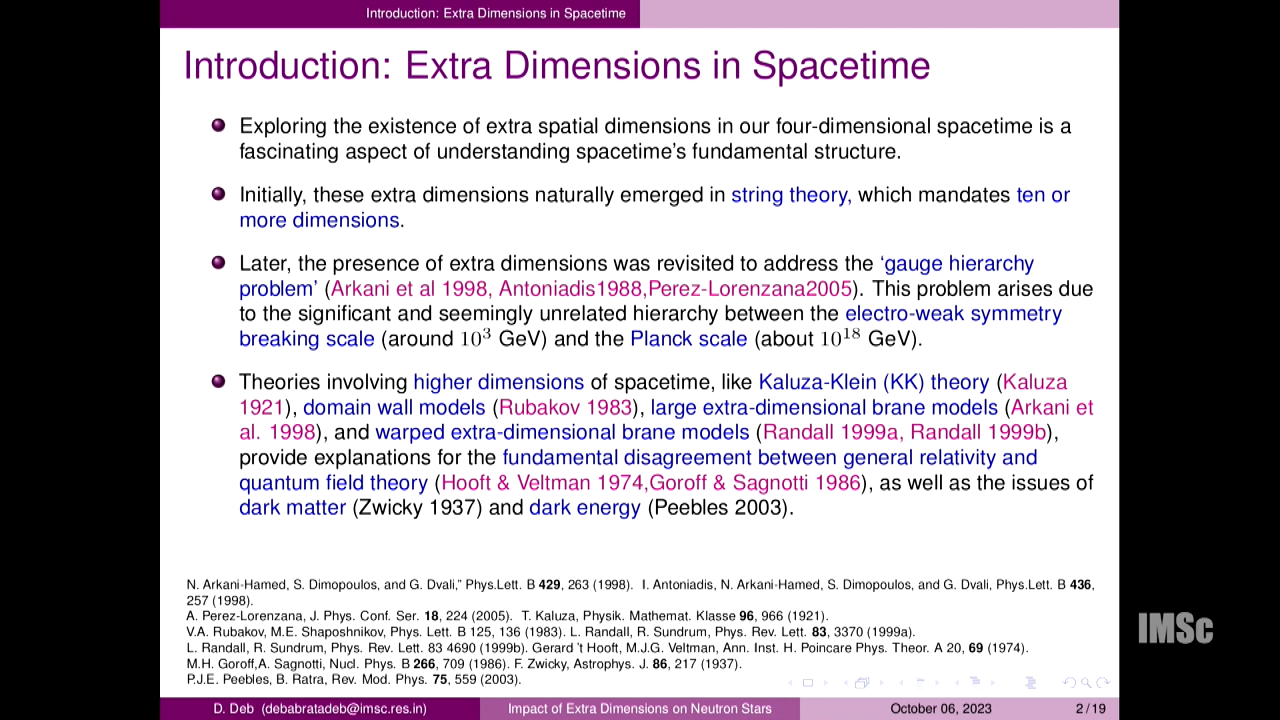 Introduction: Extra Dimensions in Spacetime
Introduction: Extra Dimensions in Spacetime
Exploring the existence of extra spatial dimensions in our four-dimensional spacetime is a
fascinating aspect of understanding spacetime's fundamental structure.
Initially, these extra dimensions naturally emerged in string theory, which mandates ten or
more dimensions.
Later, the presence of extra dimensions was revisited to address the 'gauge hierarchy
problem' (Arkani et al 1998, Antoniadis1988,Perez-Lorenzana2005). This problem arises due
to the significant and seemingly unrelated hierarchy between the electro-weak symmetry
breaking scale (around 10³ GeV) and the Planck scale (about 10¹⁸ GeV).
Theories involving higher dimensions of spacetime, like Kaluza-Klein (KK) theory (Kaluza
1921), domain wall models (Rubakov 1983), large extra-dimensional brane models (Arkani et
al. 1998), and warped extra-dimensional brane models (Randall 1999a, Randall 1999b),
provide explanations for the fundamental disagreement between general relativity and
quantum field theory (Hooft & Veltman 1974,Goroff & Sagnotti 1986), as well as the issues of
dark matter (Zwicky 1937) and dark energy (Peebles 2003).
N. Arkani-Hamed, S. Dimopoulos, and G. Dvali," Phys.Lett. B 429, 263 (1998). I. Antoniadis, N. Arkani-Hamed, S. Dimopoulos, and G. Dvali, Phys.Lett. B 436,
257 (1998).
A. Perez-Lorenzana, J. Phys. Conf. Ser. 18, 224 (2005). T. Kaluza, Physik. Mathemat. Klasse 96, 966 (1921).
V.A. Rubakov, M.E. Shaposhnikov, Phys. Lett. B 125, 136 (1983). L. Randall, R. Sundrum, Phys. Rev. Lett. 83, 3370 (1999a).
L. Randall, R. Sundrum, Phys. Rev. Lett. 83 4690 (1999b). Gerard 't Hooft, M.J.G. Veltman, Ann. Inst. H. Poincare Phys. Theor. A 20, 69 (1974).
M.H. Goroff,A. Sagnotti, Nucl. Phys. B 266, 709 (1986). F. Zwicky, Astrophys. J. 86, 217 (1937).
P.J.E. Peebles, B. Ratra, Rev. Mod. Phys. 75, 559 (2003).
IMSc
D. Deb (debabratadeb@imsc.res.in) Impact of Extra Dimensions on Neutron Stars October 06, 2023 2 / 19